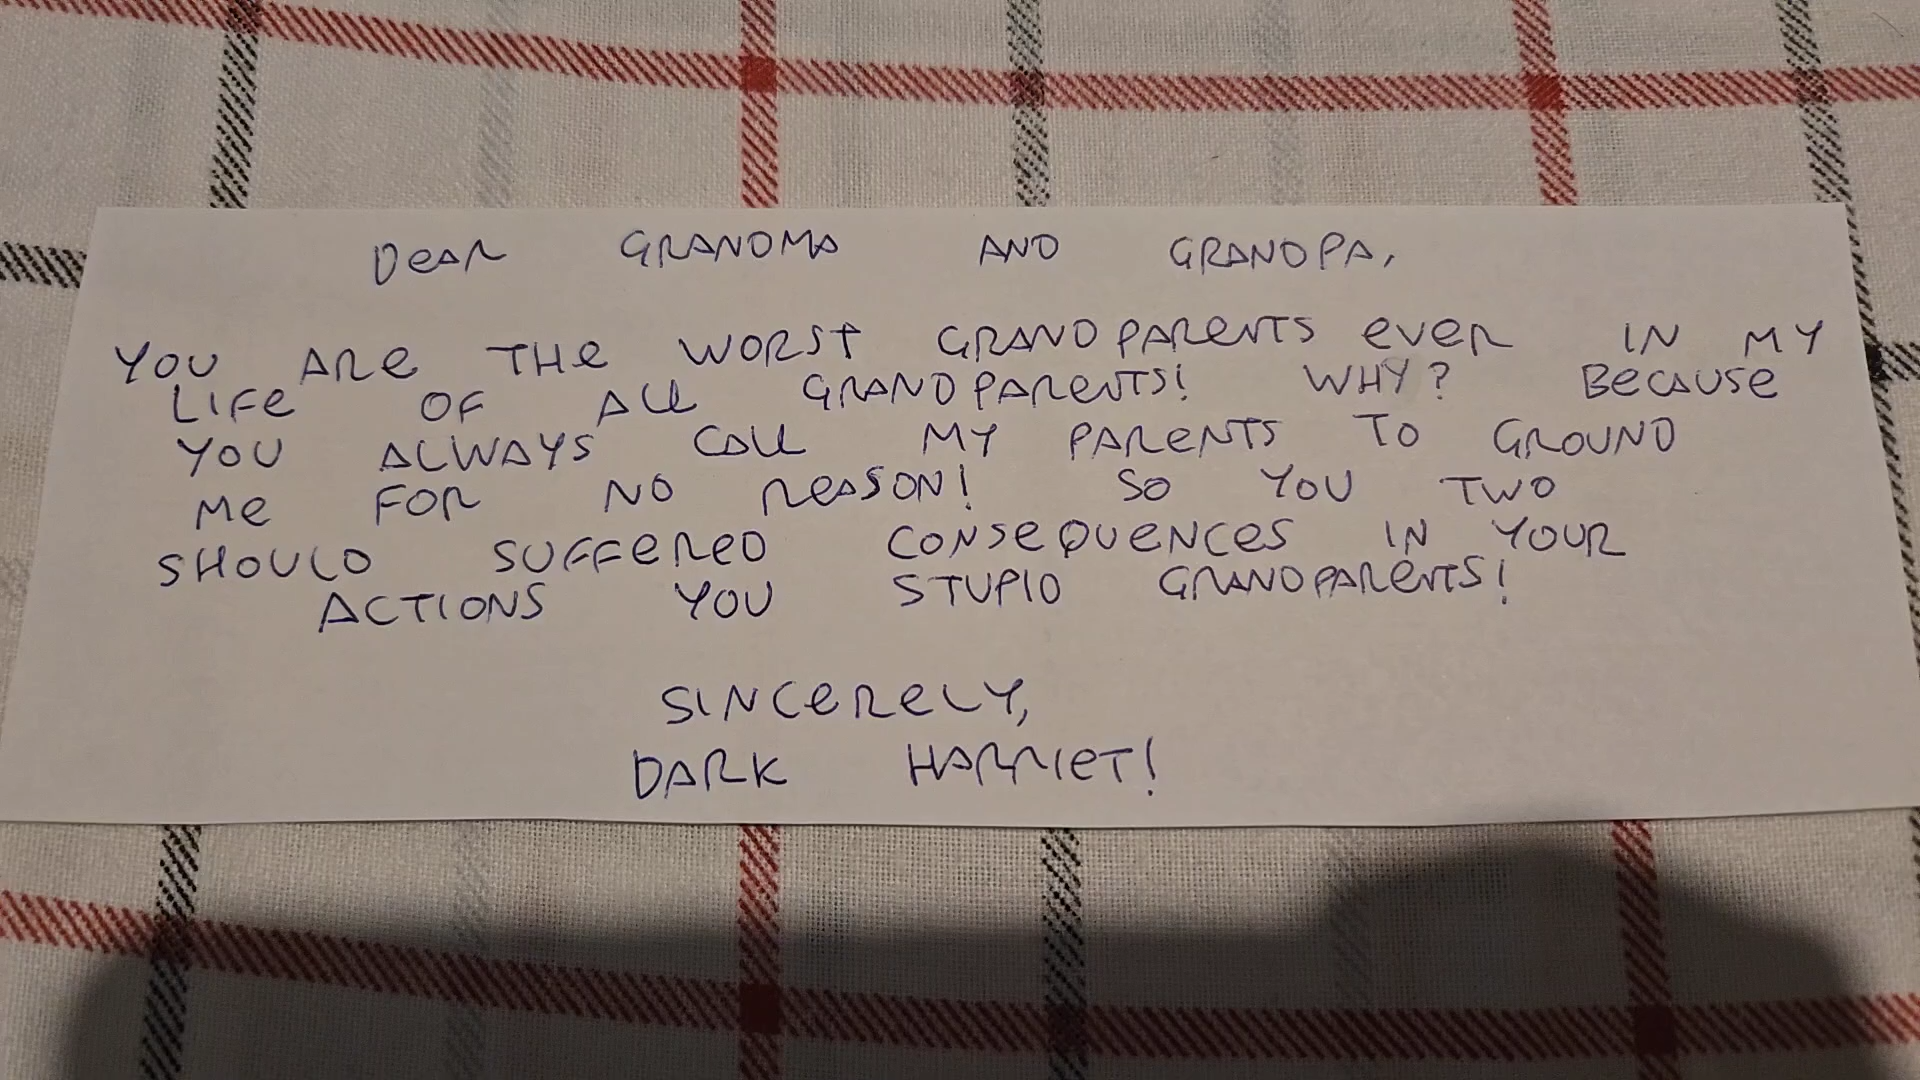 DeAR GRANDMA AND GRANDPA,
YOU ARe THe WORST GRANDPAReNTS eveR IN MY
LIFe OF ALL GRANDPAReNTS! WHY? BeCAUSe
YOU ALWAYS CALL MY PAReNTS TO GROUND
Me FOR NO ReASON! SO YOU TWO
SHOULD SUFFeReD CONSeQUeNCeS IN YOUR
ACTIONS YOU STUPID GRANDPAReNTS!
SINCeReLY,
DARK HARRIeT!